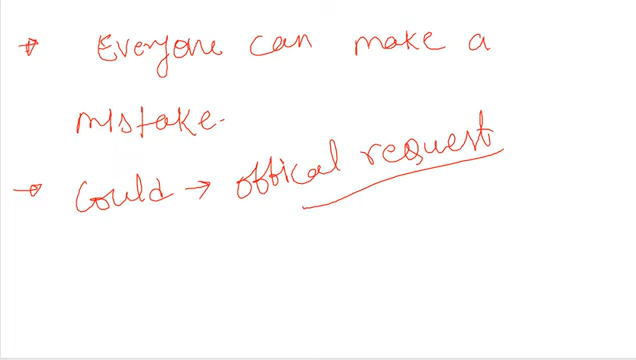 → Everyone can make a
mistake.
→ Could → offical request